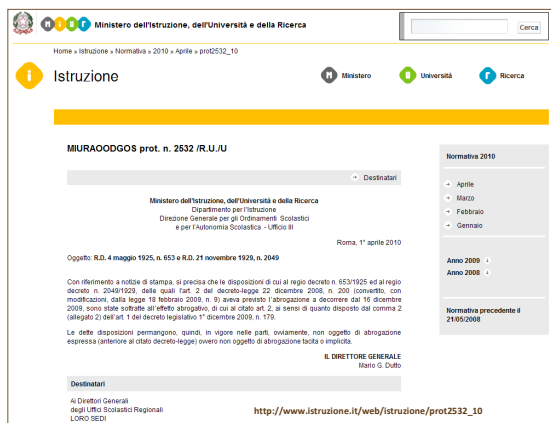 Ministero dell'Istruzione, dell'Università e della Ricerca
Cerca
Home » Istruzione » Normativa » 2010 » Aprile » prot2532_10
Istruzione
Ministero
Università
Ricerca
MIURAOODGOS prot. n. 2532 /R.U./U
Destinatari
Ministero dell'Istruzione, dell'Università e della Ricerca
Dipartimento per l'Istruzione
Direzione Generale per gli Ordinamenti Scolastici
e per l'Autonomia Scolastica - Ufficio III
Roma, 1° aprile 2010
Oggetto: R.D. 4 maggio 1925, n. 653 e R.D. 21 novembre 1929, n. 2049
Con riferimento a notizie di stampa, si precisa che le disposizioni di cui al regio decreto n. 653/1925 ed al regio
decreto n. 2049/1929, delle quali l'art. 2 del decreto-legge 22 dicembre 2008, n. 200 (convertito, con
modificazioni, dalla legge 18 febbraio 2009, n. 9) aveva previsto l'abrogazione a decorrere dal 16 dicembre
2009, sono state sottratte all'effetto abrogativo, di cui al citato art. 2, ai sensi di quanto disposto dal comma 2
(allegato 2) dell'art. 1 del decreto legislativo 1° dicembre 2009, n. 179.
Le dette disposizioni permangono, quindi, in vigore nelle parti, ovviamente, non oggetto di abrogazione
espressa (anteriore al citato decreto-legge) ovvero non oggetto di abrogazione tacita o implicita.
IL DIRETTORE GENERALE
Mario G. Dutto
Destinatari
Ai Direttori Generali
degli Uffici Scolastici Regionali
LORO SEDI
http://www.istruzione.it/web/istruzione/prot2532_10
Normativa 2010
Aprile
Marzo
Febbraio
Gennaio
Anno 2009
Anno 2008
Normativa precedente il
21/05/2008